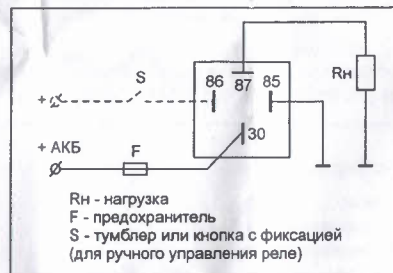 S
86
87
85
Rн
+
+ АКБ
F
30
Rн - нагрузка
F - предохранитель
S - тумблер или кнопка с фиксацией
(для ручного управления реле)